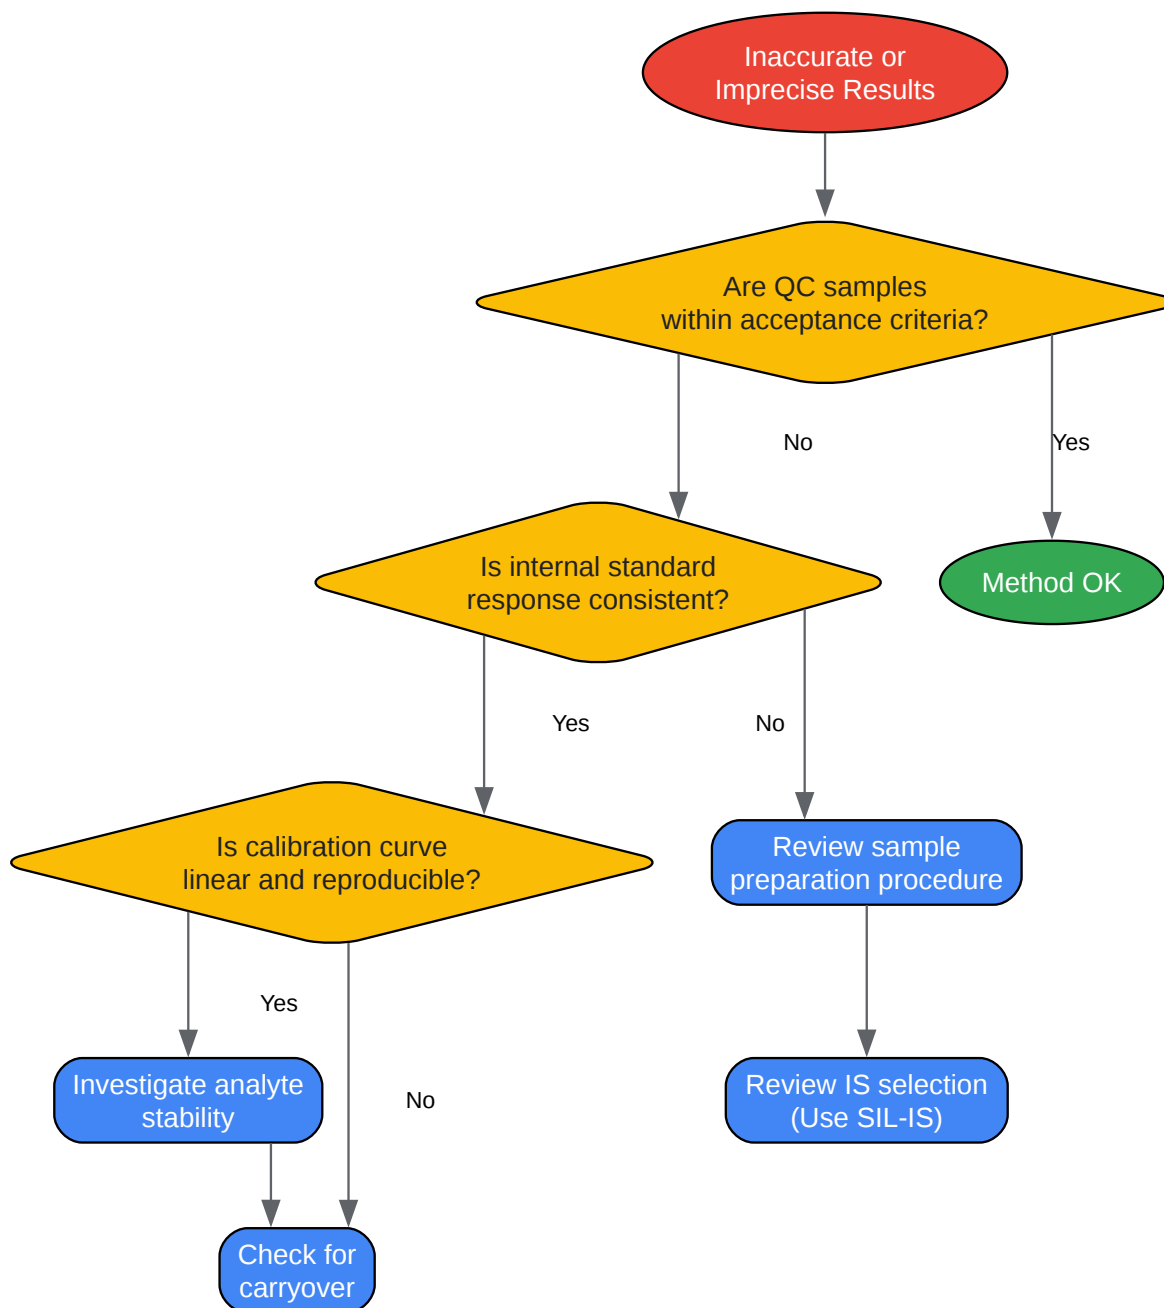 Inaccurate or
Imprecise Results
Are QC samples
within acceptance criteria?
No
Yes
Is internal standard
response consistent?
Method OK
Yes
No
Is calibration curve
linear and reproducible?
Review sample
preparation procedure
Yes
No
Investigate analyte
stability
Review IS selection
(Use SIL-IS)
Check for
carryover